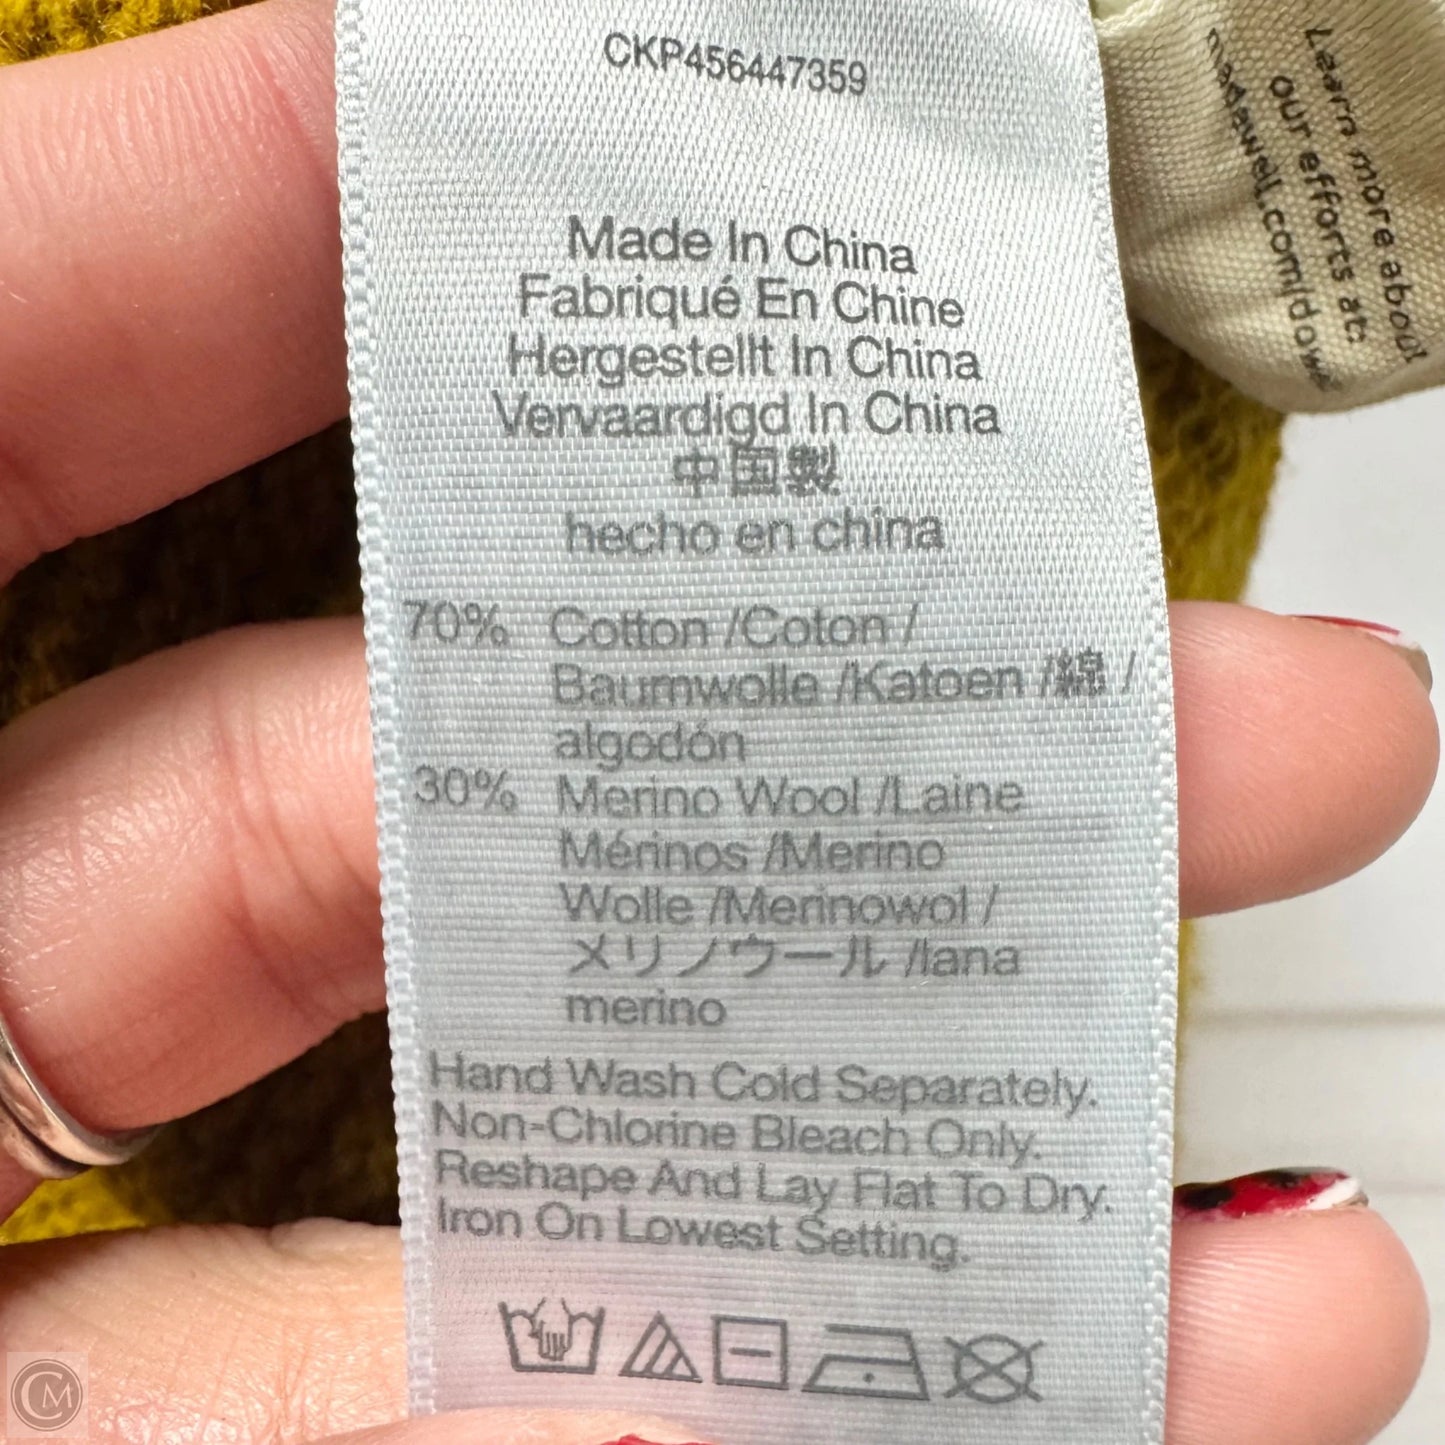 CKP456447359
Made In China
Fabriqué En Chine
Hergestellt In China
Vervaardigd In China
中国製
hecho en china
70% Cotton /Coton /
Baumwolle /Katoen /綿 /
algodón
30% Merino Wool /Laine
Mérinos /Merino
Wolle /Merinowol /
メリノウール /lana
merino
Hand Wash Cold Separately.
Non-Chlorine Bleach Only.
Reshape And Lay Flat To Dry.
Iron On Lowest Setting.
Learn more about
our efforts at:
CM